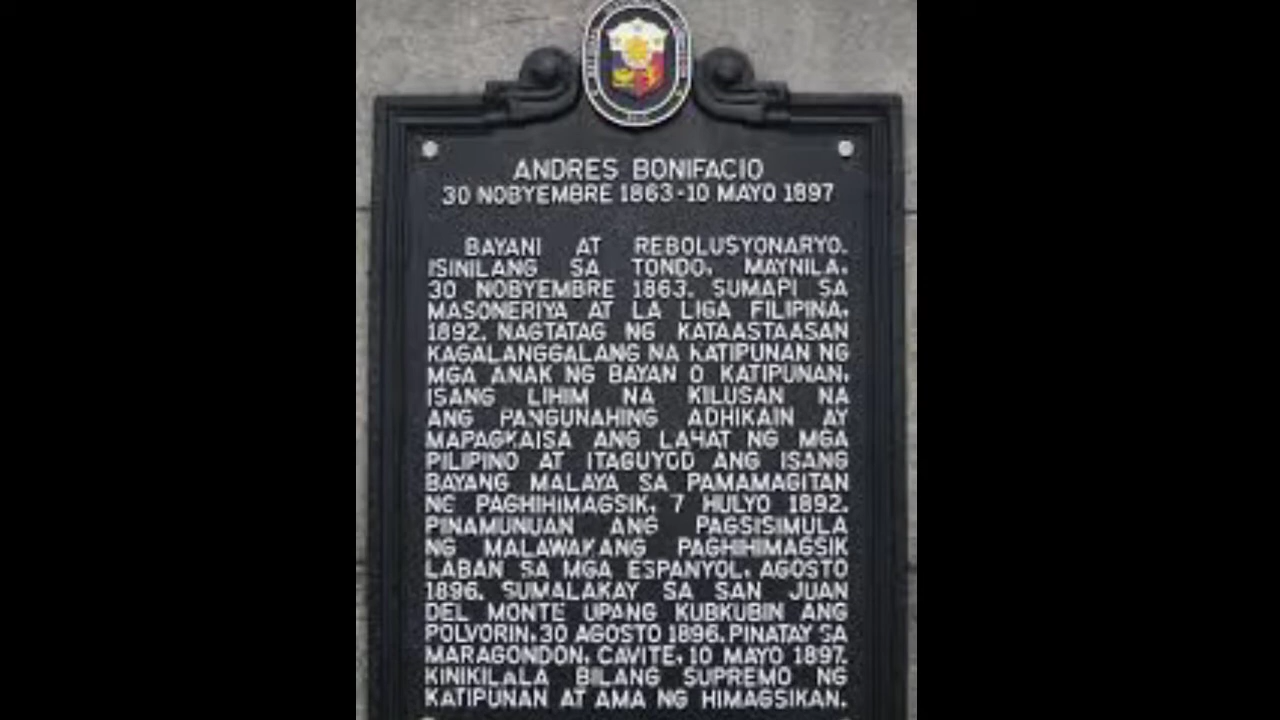 ANDRES BONIFACIO
30 NOBYEMBRE 1863-10 MAYO 1897
BAYANI AT REBOLUSYONARYO.
ISINILANG SA TONDO, MAYNILA,
30 NOBYEMBRE 1863. SUMAPI SA
MASONERIYA AT LA LIGA FILIPINA,
1892. NAGTATAG NG KATAASTAASAN
KAGALANGGALANG NA KATIPUNAN NG
MGA ANAK NG BAYAN O KATIPUNAN,
ISANG LIHIM NA KILUSAN NA
ANG PANGUNAHING ADHIKAIN AY
MAPAGKAISA ANG LAHAT NG MGA
PILIPINO AT ITAGUYOD ANG ISANG
BAYANG MALAYA SA PAMAMAGITAN
NG PAGHIHIMAGSIK, 7 HULYO 1892.
PINAMUNUAN ANG PAGSISIMULA
NG MALAWAKANG PAGHIHIMAGSIK
LABAN SA MGA ESPANYOL, AGOSTO
1896. SUMALAKAY SA SAN JUAN
DEL MONTE UPANG KUBKUBIN ANG
POLVORIN, 30 AGOSTO 1896. PINATAY SA
MARAGONDON, CAVITE, 10 MAYO 1897.
KINIKILALA BILANG SUPREMO NG
KATIPUNAN AT AMA NG HIMAGSIKAN.